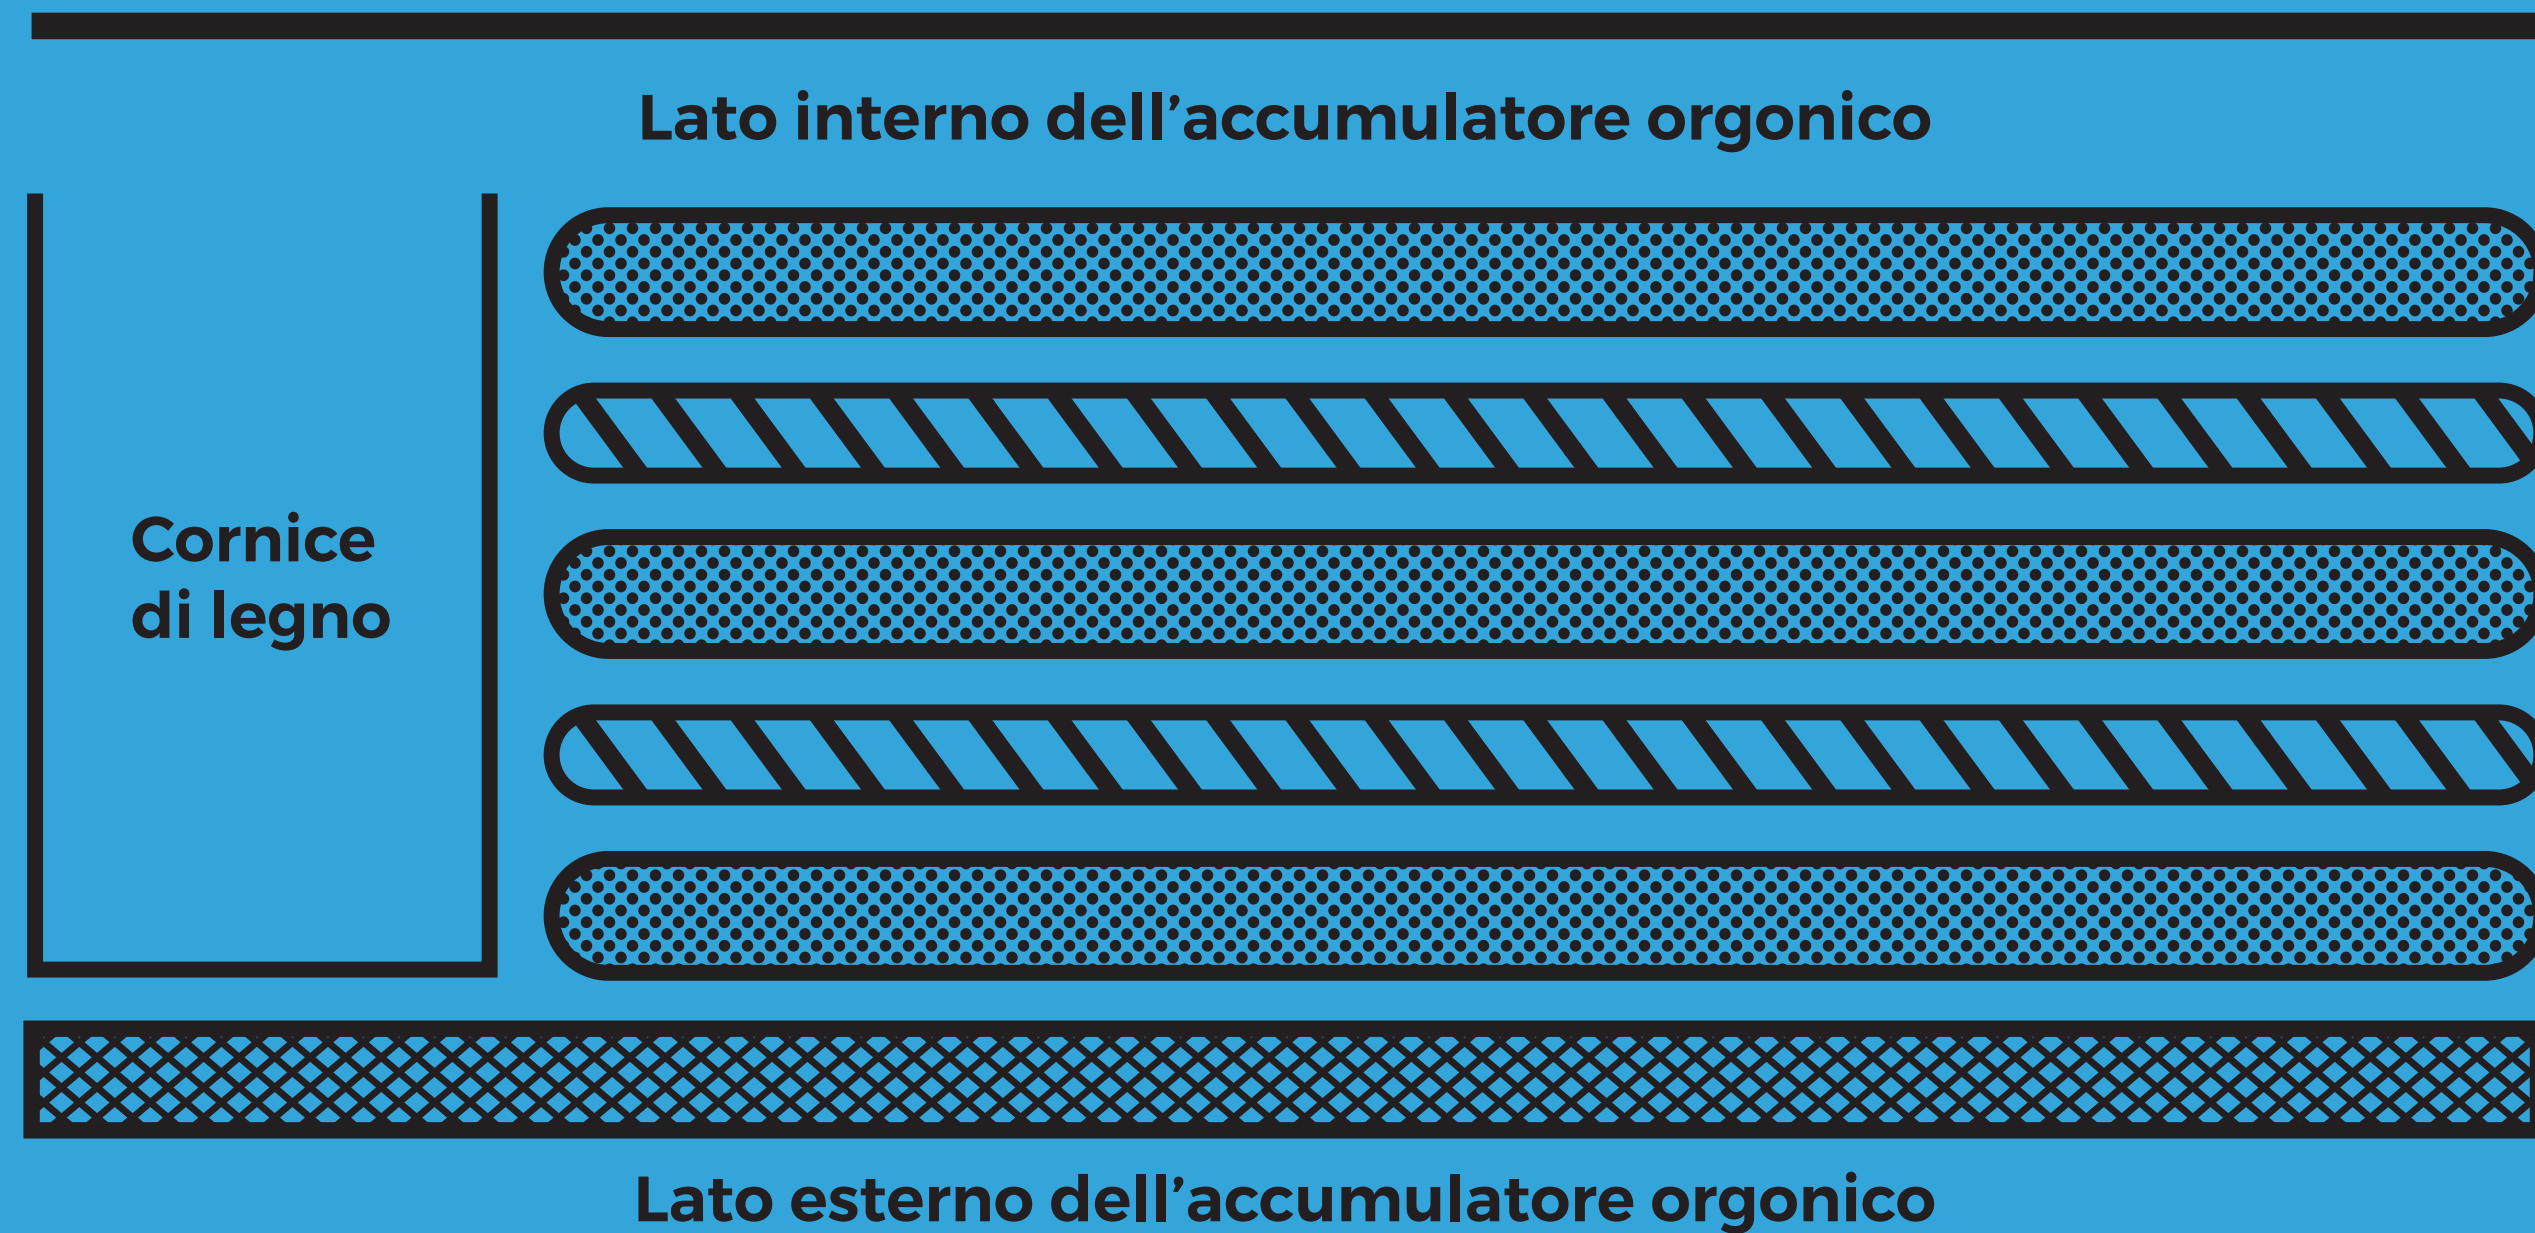 Lato interno dell’accumulatore orgonico
Cornice
di legno
Lato esterno dell’accumulatore orgonico